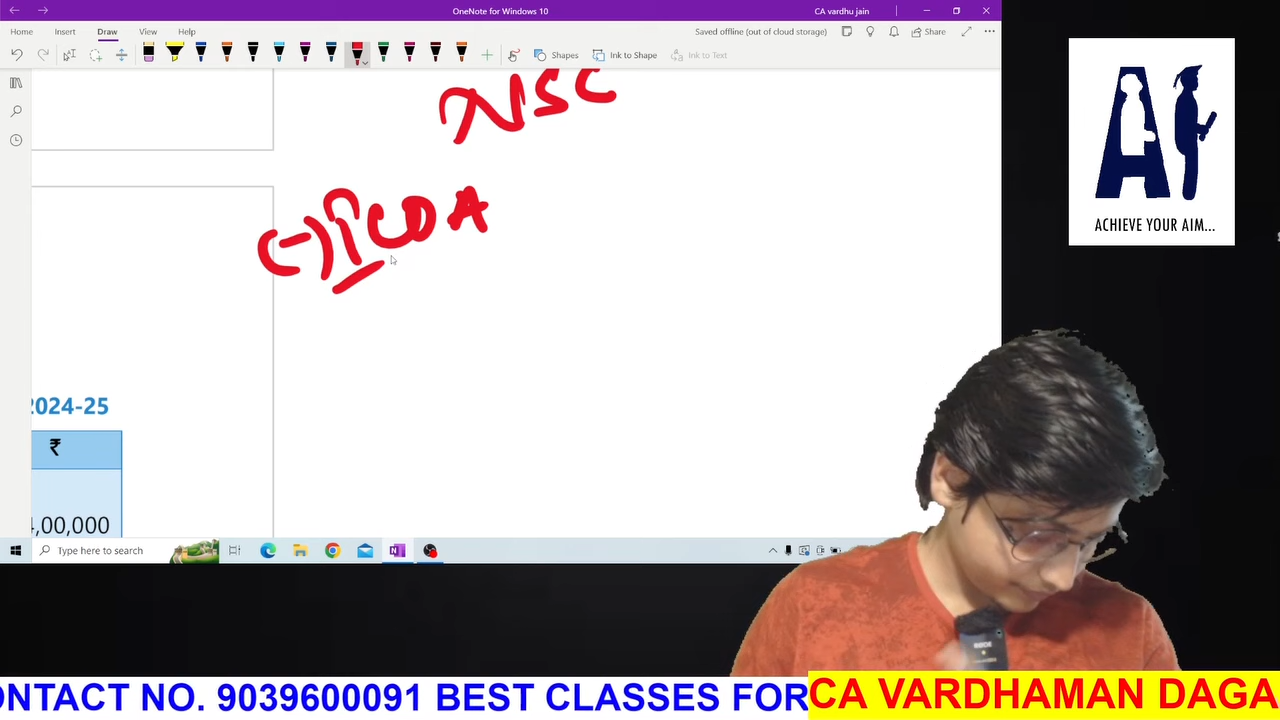 OneNote for Windows 10
CA vardhu jain
Home Insert Draw View Help
Saved offline (out of cloud storage)
Share
Shapes
Ink to Shape
Ink to Text
NSC
(-) ICDA
2024-25
₹
4,00,000
ACHIEVE YOUR AIM...
Type here to search
ONTACT NO. 9039600091 BEST CLASSES FOR
CA VARDHAMAN DAGA